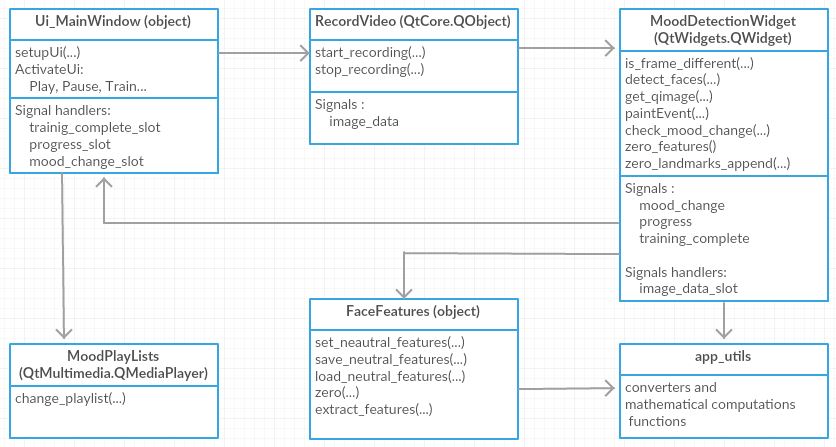 Ui_MainWindow (object)
setupUi(...)
ActivateUi:
Play, Pause, Train...
Signal handlers:
trainig_complete_slot
progress_slot
mood_change_slot
RecordVideo (QtCore.QObject)
start_recording(...)
stop_recording(...)
Signals :
image_data
MoodDetectionWidget
(QtWidgets.QWidget)
is_frame_different(...)
detect_faces(...)
get_qimage(...)
paintEvent(...)
check_mood_change(...)
zero_features()
zero_landmarks_append(...)
Signals :
mood_change
progress
training_complete
Signals handlers:
image_data_slot
MoodPlayLists
(QtMultimedia.QMediaPlayer)
change_playlist(...)
FaceFeatures (object)
set_neautral_features(...)
save_neutral_features(...)
load_neutral_features(...)
zero(...)
extract_features(...)
app_utils
converters and
mathematical computations
functions